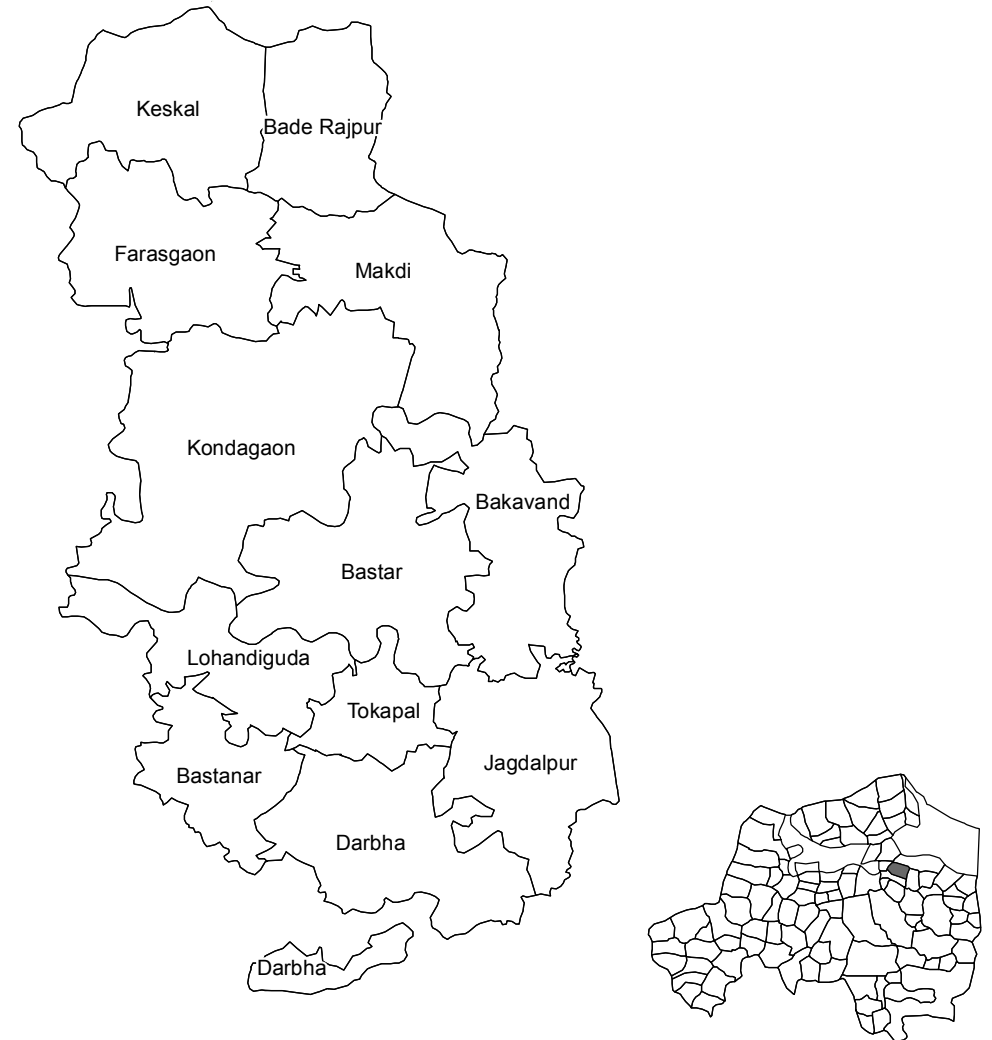 Keskal
Bade Rajpur
Farasgaon
Makdi
Kondagaon
Bakavand
Bastar
Lohandiguda
Tokapal
Jagdalpur
Bastanar
Darbha
Darbha